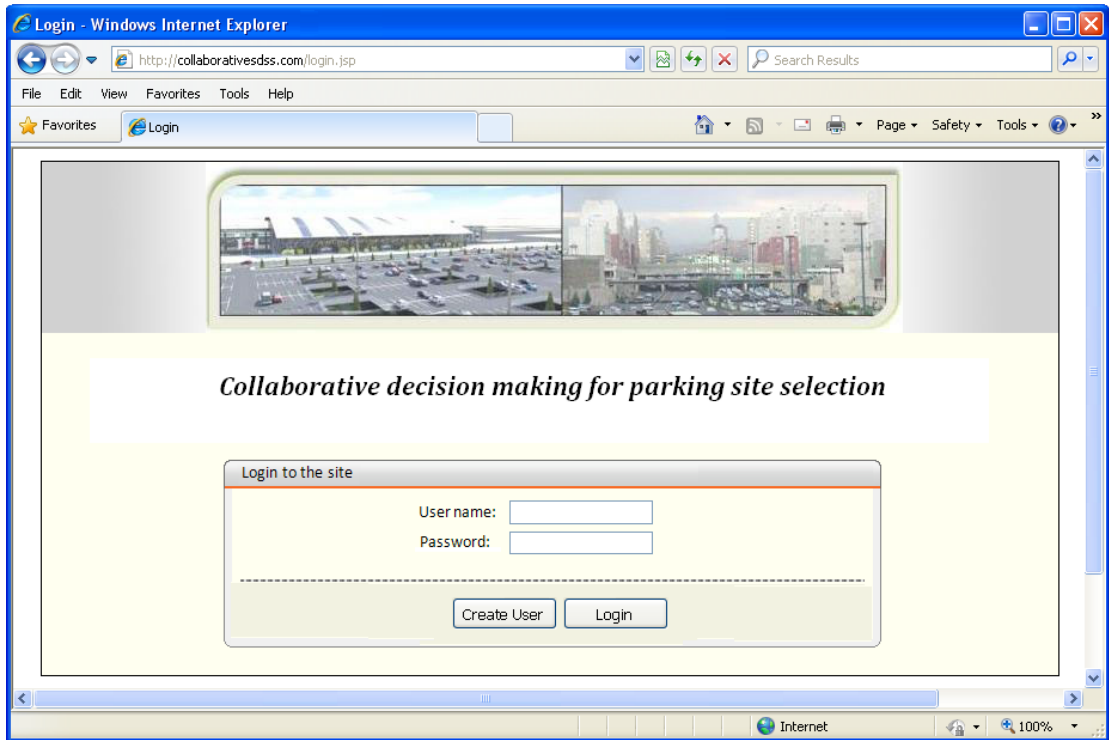 Login - Windows Internet Explorer
http://collaborativesdss.com/login.jsp
Search Results
File Edit View Favorites Tools Help
Favorites Login Page Safety Tools
Collaborative decision making for parking site selection
Login to the site
User name:
Password:
Create User Login
Internet 100%